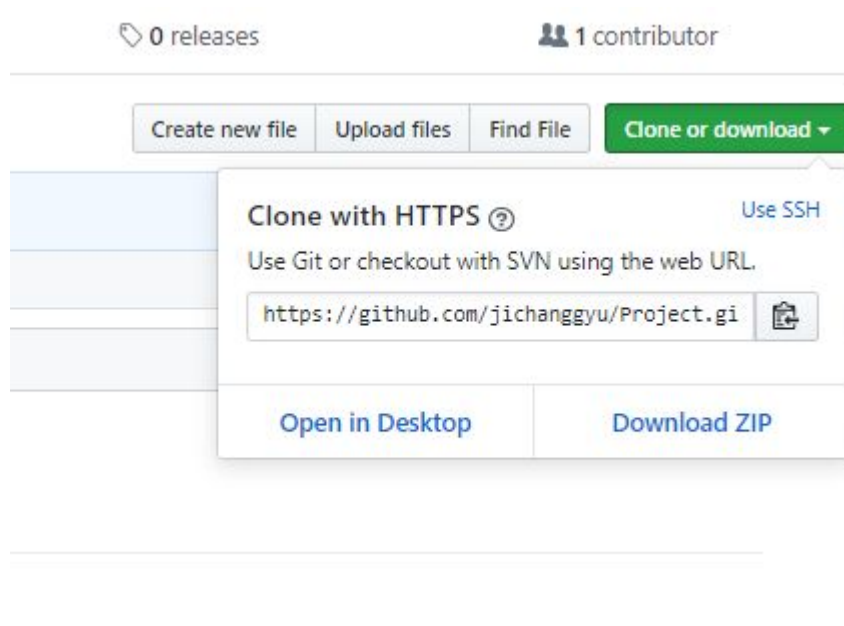 0 releases
1 contributor
Create new file
Upload files
Find File
Clone or download
Clone with HTTPS
Use SSH
Use Git or checkout with SVN using the web URL.
https://github.com/jichanggyu/Project.gi
Open in Desktop
Download ZIP